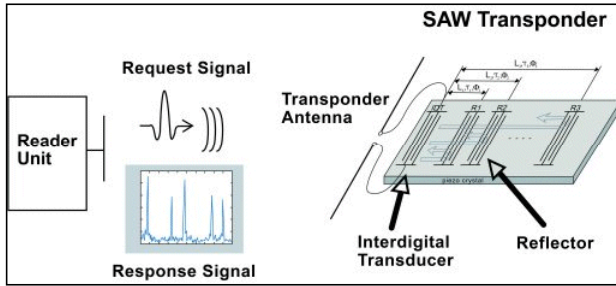 SAW Transponder
Request Signal
Reader
Unit
Response Signal
Transponder
Antenna
IDT
R1
R2
R3
piezo crystal
Interdigital
Transducer
Reflector